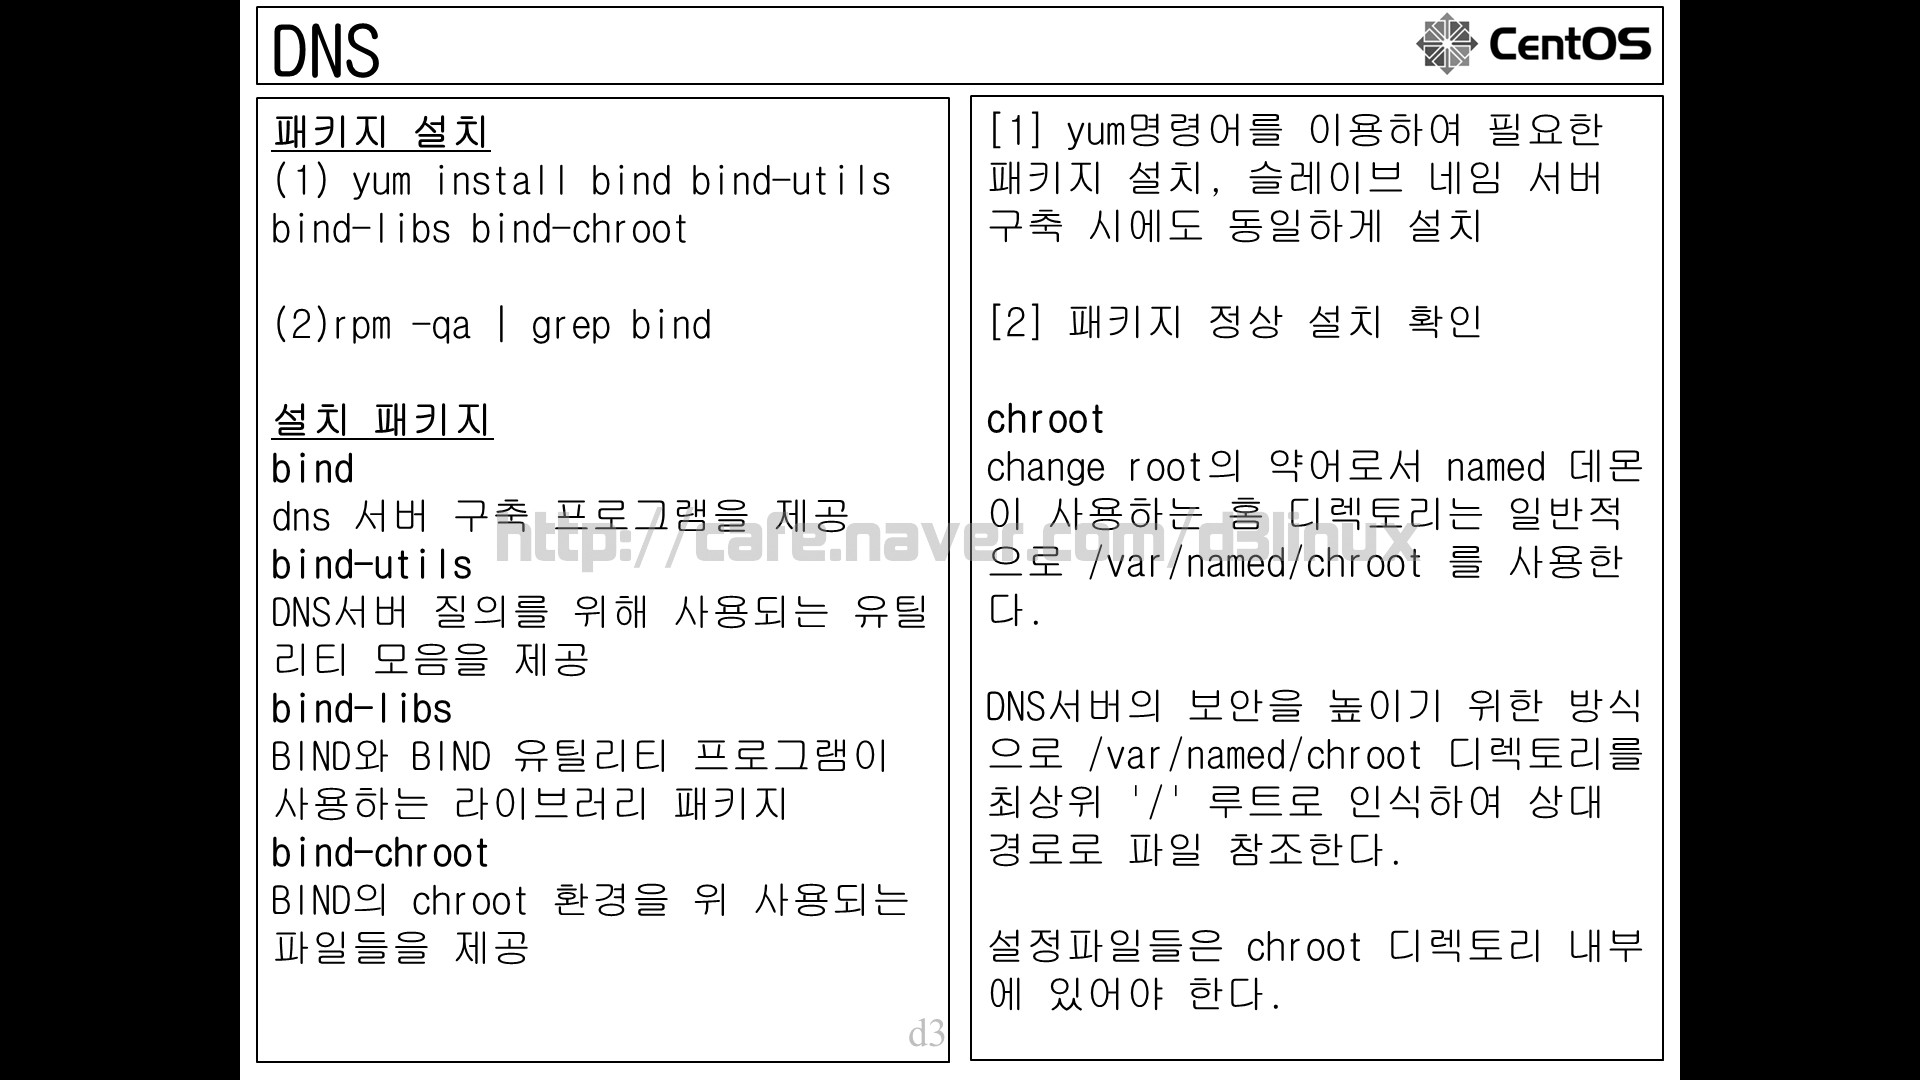 DNS
CentOS
패키지 설치
(1) yum install bind bind-utils
bind-libs bind-chroot
(2)rpm -qa | grep bind
설치 패키지
bind
dns 서버 구축 프로그램을 제공
bind-utils
DNS서버 질의를 위해 사용되는 유틸
리티 모음을 제공
bind-libs
BIND와 BIND 유틸리티 프로그램이
사용하는 라이브러리 패키지
bind-chroot
BIND의 chroot 환경을 위 사용되는
파일들을 제공
d3
[1] yum명령어를 이용하여 필요한
패키지 설치, 슬레이브 네임 서버
구축 시에도 동일하게 설치
[2] 패키지 정상 설치 확인
chroot
change root의 약어로서 named 데몬
이 사용하는 홈 디렉토리는 일반적
으로 /var/named/chroot 를 사용한
다.
DNS서버의 보안을 높이기 위한 방식
으로 /var/named/chroot 디렉토리를
최상위 '/' 루트로 인식하여 상대
경로로 파일 참조한다.
설정파일들은 chroot 디렉토리 내부
에 있어야 한다.
http://cafe.naver.com/d3linux